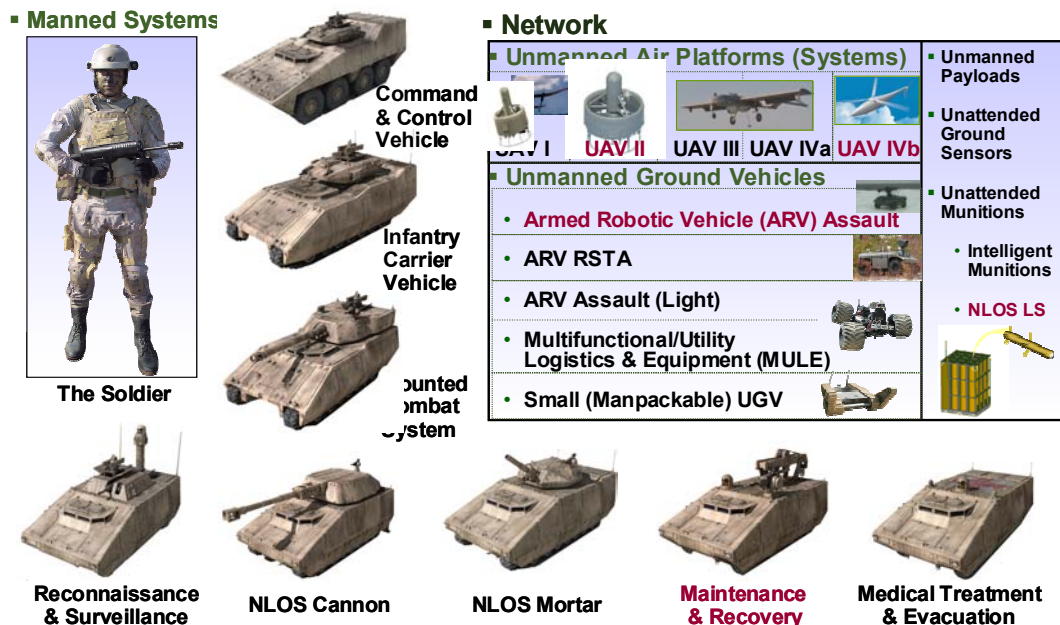 Manned Systems
The Soldier
Command
& Control
Vehicle
Infantry
Carrier
Vehicle
ounted
ombat
ystem
Network
Unmanned Air Platforms (Systems)
UAV I
UAV II
UAV III
UAV IVa
UAV IVb
Unmanned Ground Vehicles
Armed Robotic Vehicle (ARV) Assault
ARV RSTA
ARV Assault (Light)
Multifunctional/Utility
Logistics & Equipment (MULE)
Small (Manpackable) UGV
Unmanned
Payloads
Unattended
Ground
Sensors
Unattended
Munitions
Intelligent
Munitions
NLOS LS
Reconnaissance
& Surveillance
NLOS Cannon
NLOS Mortar
Maintenance
& Recovery
Medical Treatment
& Evacuation